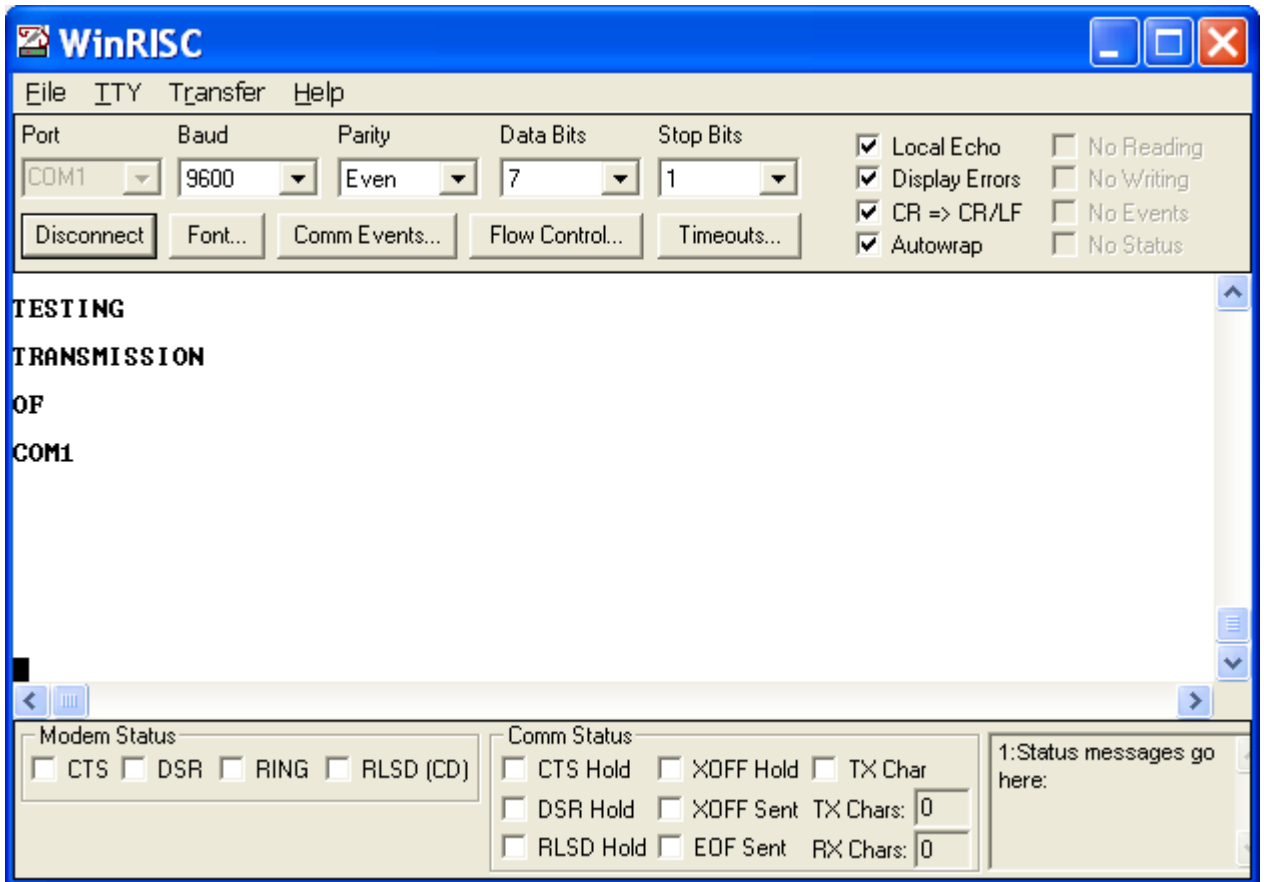 WinRISC
File TTY Transfer Help
Port Baud Parity Data Bits Stop Bits
COM1 9600 Even 7 1
Disconnect Font... Comm Events... Flow Control... Timeouts...
Local Echo No Reading
Display Errors No Writing
CR => CR/LF No Events
Autowrap No Status
TESTING
TRANSMISSION
OF
COM1
Modem Status
CTS DSR RING RLSD (CD)
Comm Status
CTS Hold XOFF Hold TX Char
DSR Hold XOFF Sent TX Chars: 0
RLSD Hold EOF Sent RX Chars: 0
1:Status messages go
here: